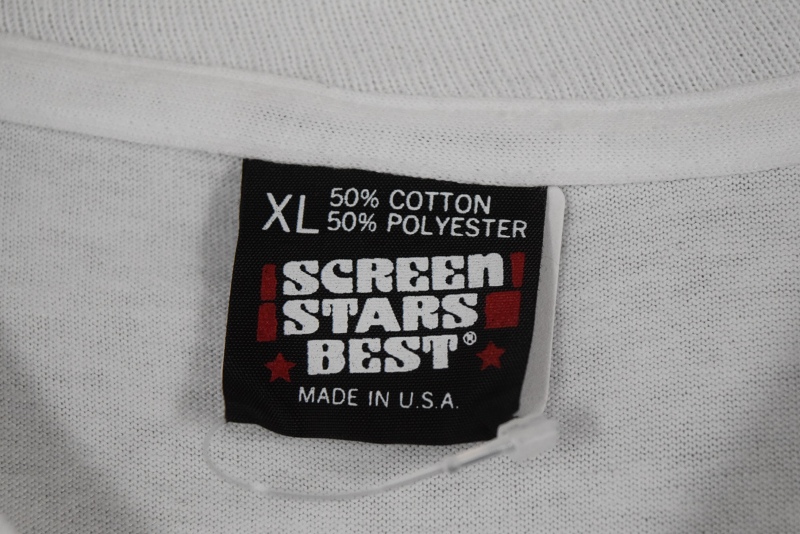 XL 50% COTTON
50% POLYESTER
SCREEN
STARS
BEST®
MADE IN U.S.A.